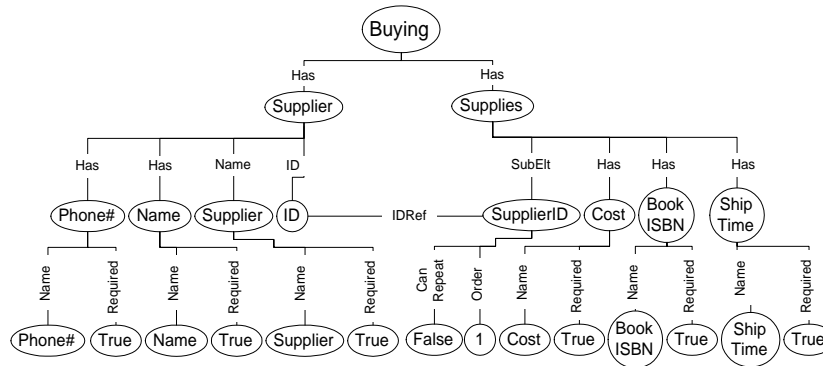 Buying
Has Has
Supplier Supplies
Has Has Name ID SubElt Has Has Has
Phone# Name Supplier ID IDRef SupplierID Cost Book ISBN Ship Time
Name Required Name Required Name Required Can Repeat Order Name Required Name Required Name Required
Phone# True Name True Supplier True False 1 Cost True Book ISBN True Ship Time True